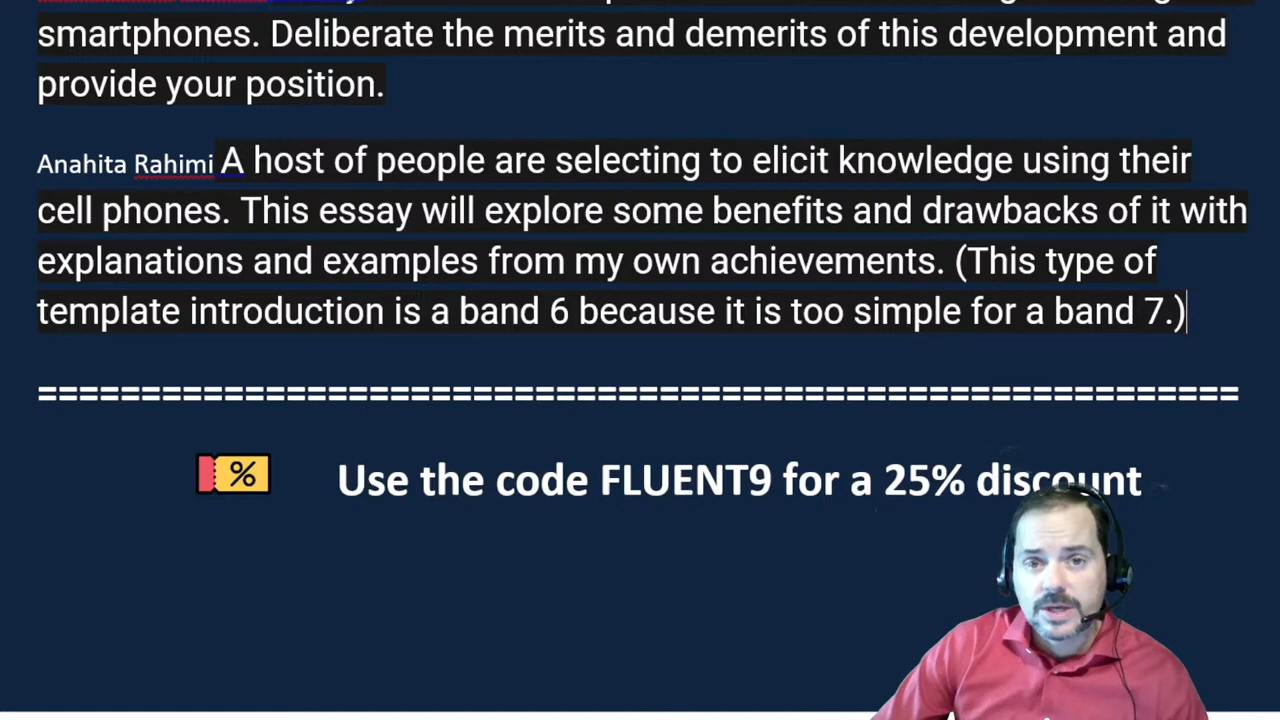 smartphones. Deliberate the merits and demerits of this development and
provide your position.
Anahita Rahimi A host of people are selecting to elicit knowledge using their
cell phones. This essay will explore some benefits and drawbacks of it with
explanations and examples from my own achievements. (This type of
template introduction is a band 6 because it is too simple for a band 7.)
==========================================================
% Use the code FLUENT9 for a 25% discount